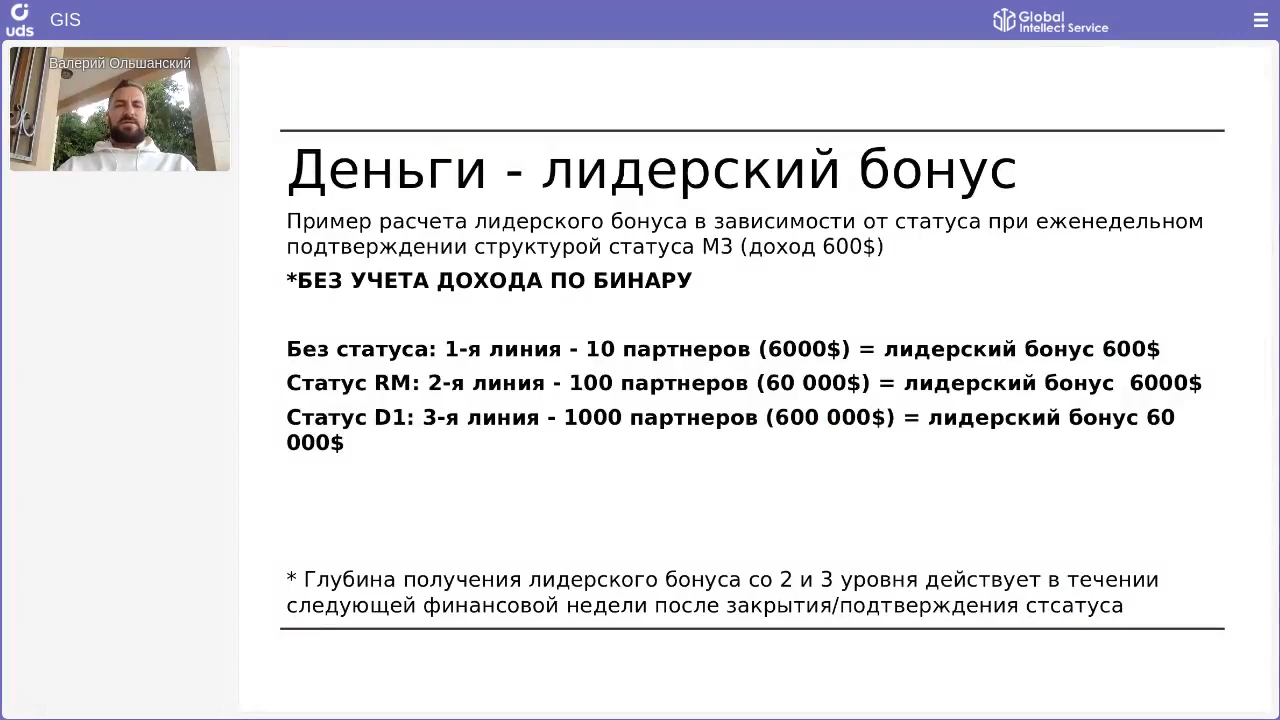 uds
GIS
Global
Intellect Service
Валерий Ольшанский
Деньги - лидерский бонус
Пример расчета лидерского бонуса в зависимости от статуса при еженедельном
подтверждении структурой статуса М3 (доход 600$)
*БЕЗ УЧЕТА ДОХОДА ПО БИНАРУ
Без статуса: 1-я линия - 10 партнеров (6000$) = лидерский бонус 600$
Статус RM: 2-я линия - 100 партнеров (60 000$) = лидерский бонус  6000$
Статус D1: 3-я линия - 1000 партнеров (600 000$) = лидерский бонус 60
000$
* Глубина получения лидерского бонуса со 2 и 3 уровня действует в течении
следующей финансовой недели после закрытия/подтверждения стсатуса